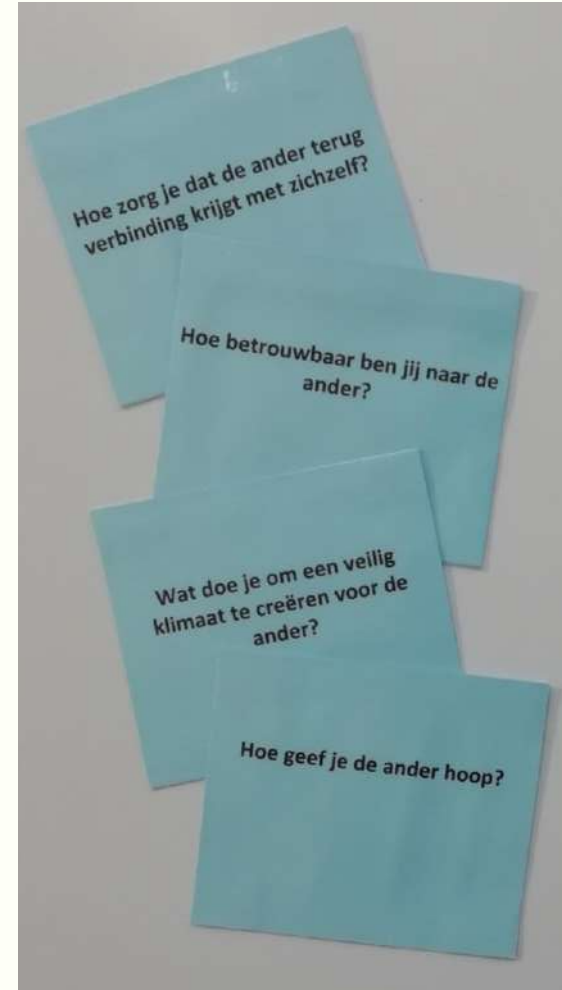 Hoe zorg je dat de ander terug
verbinding krijgt met zichzelf?
Hoe betrouwbaar ben jij naar de
ander?
Wat doe je om een veilig
klimaat te creëren voor de
ander?
Hoe geef je de ander hoop?